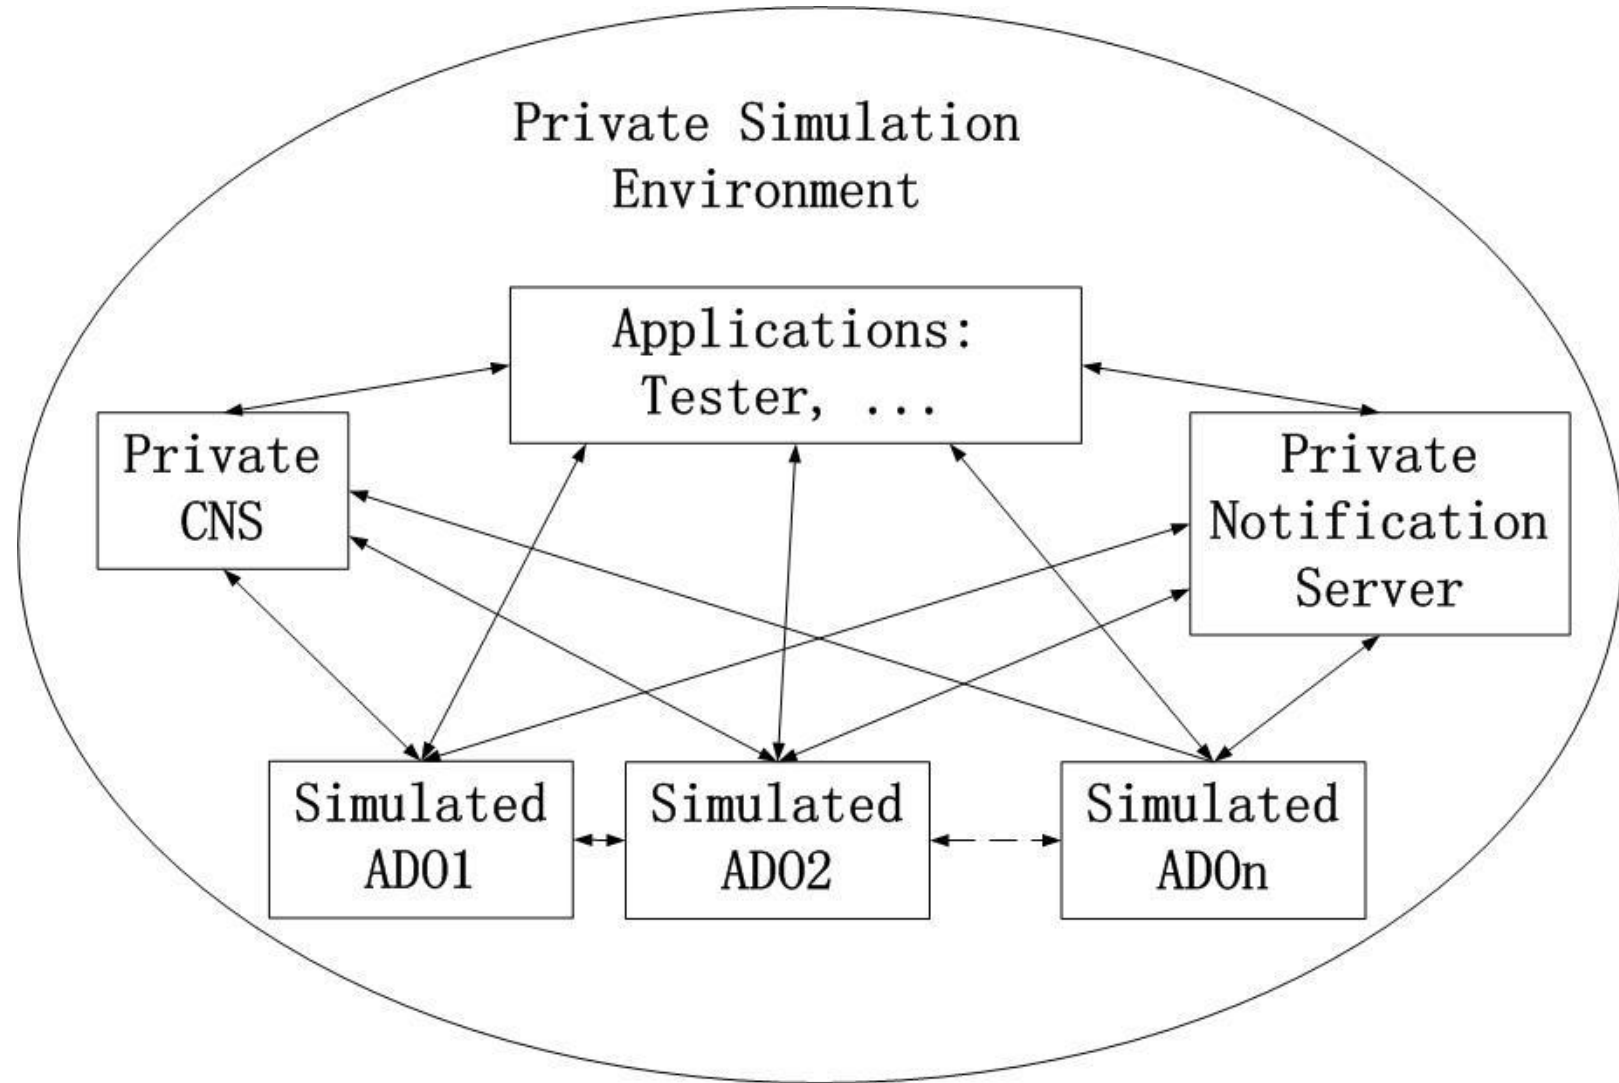 Private Simulation
Environment
Applications:
Tester, ...
Private
CNS
Private
Notification
Server
Simulated
ADO1
Simulated
ADO2
Simulated
ADOn